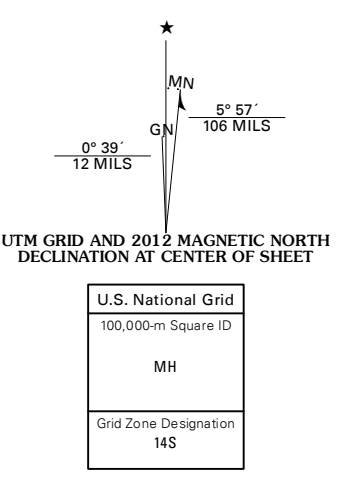 ★
MN
GN
5° 57´
106 MILS
0° 39´
12 MILS
UTM GRID AND 2012 MAGNETIC NORTH
DECLINATION AT CENTER OF SHEET
U.S. National Grid
100,000-m Square ID
MH
Grid Zone Designation
14S